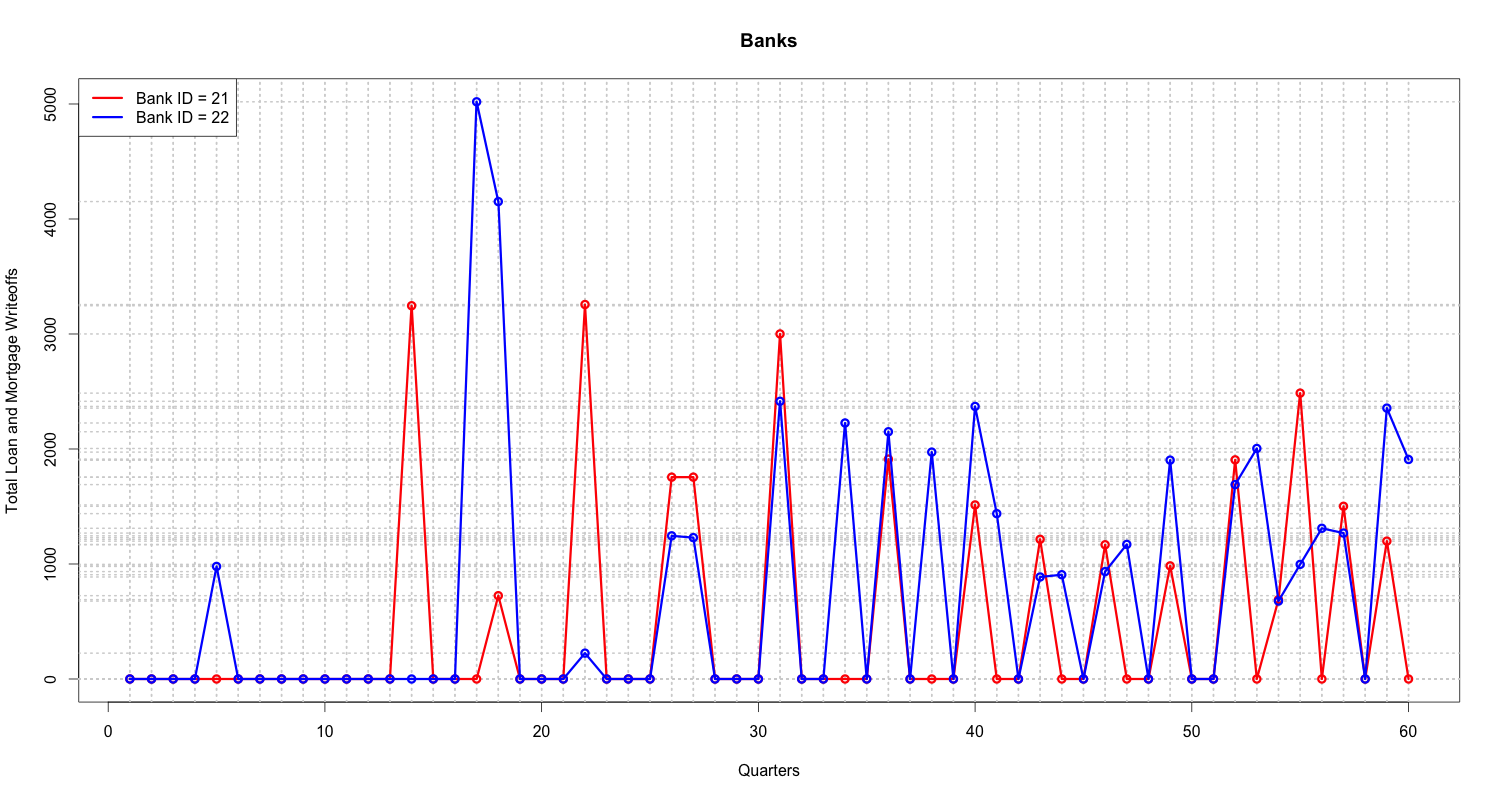 Banks
Bank ID = 21
Bank ID = 22
Total Loan and Mortgage Writeoffs
5000
4000
3000
2000
1000
0
0 10 20 30 40 50 60
Quarters